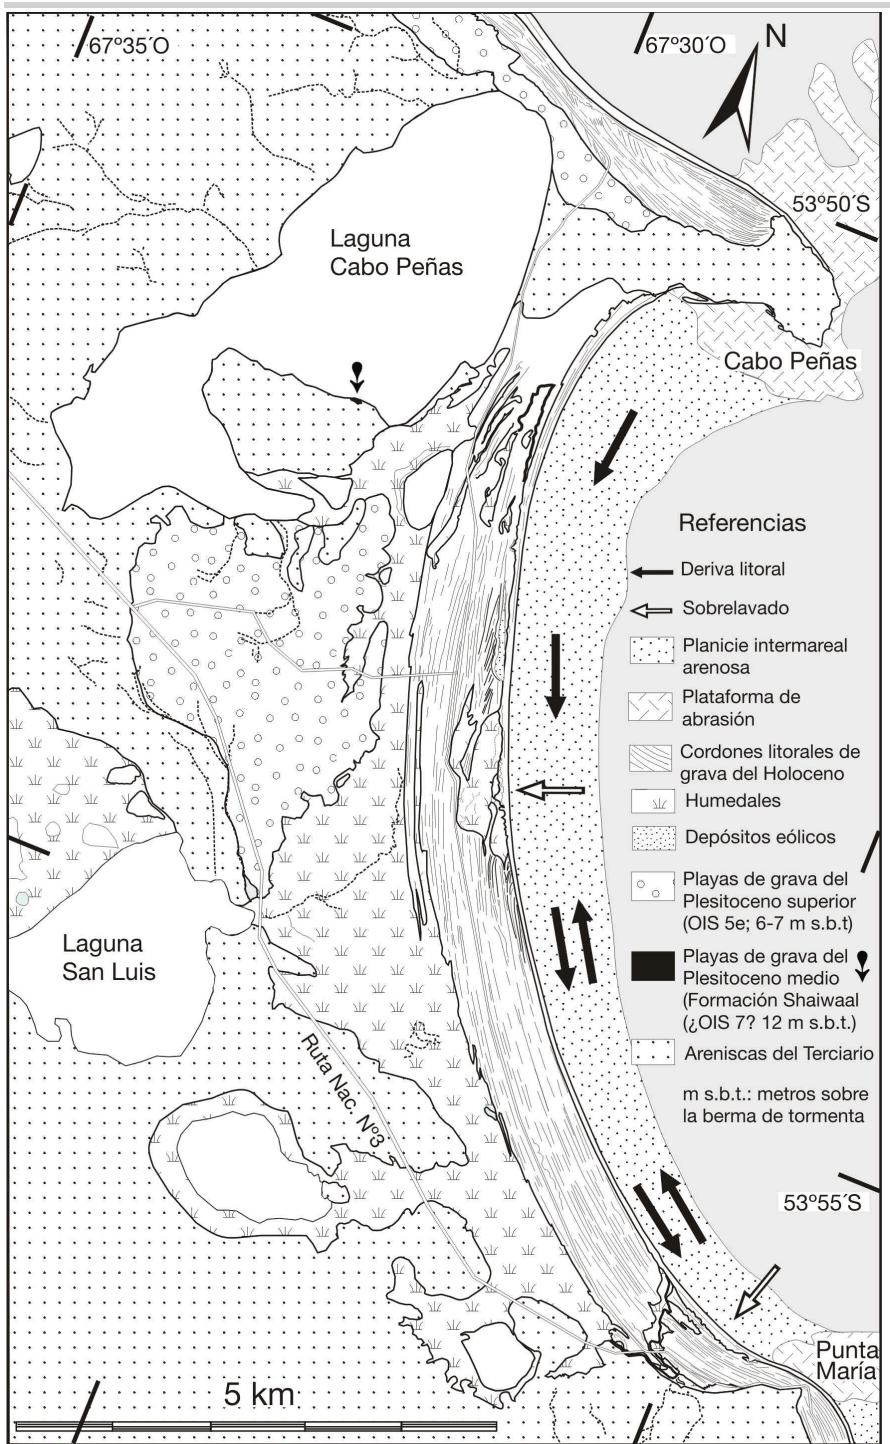 67º35´O
67º30´O
N
53º50´S
Laguna
Cabo Peñas
Cabo Peñas
Referencias
Deriva litoral
Sobrelavado
Planicie intermareal
arenosa
Plataforma de
abrasión
Cordones litorales de
grava del Holoceno
Humedales
Depósitos eólicos
Playas de grava del
Plesitoceno superior
(OIS 5e; 6-7 m s.b.t)
Playas de grava del
Plesitoceno medio
(Formación Shaiwaal
(¿OIS 7? 12 m s.b.t.)
Areniscas del Terciario
m s.b.t.: metros sobre
la berma de tormenta
Laguna
San Luis
Ruta Nac. Nº3
53º55´S
Punta
María
5 km